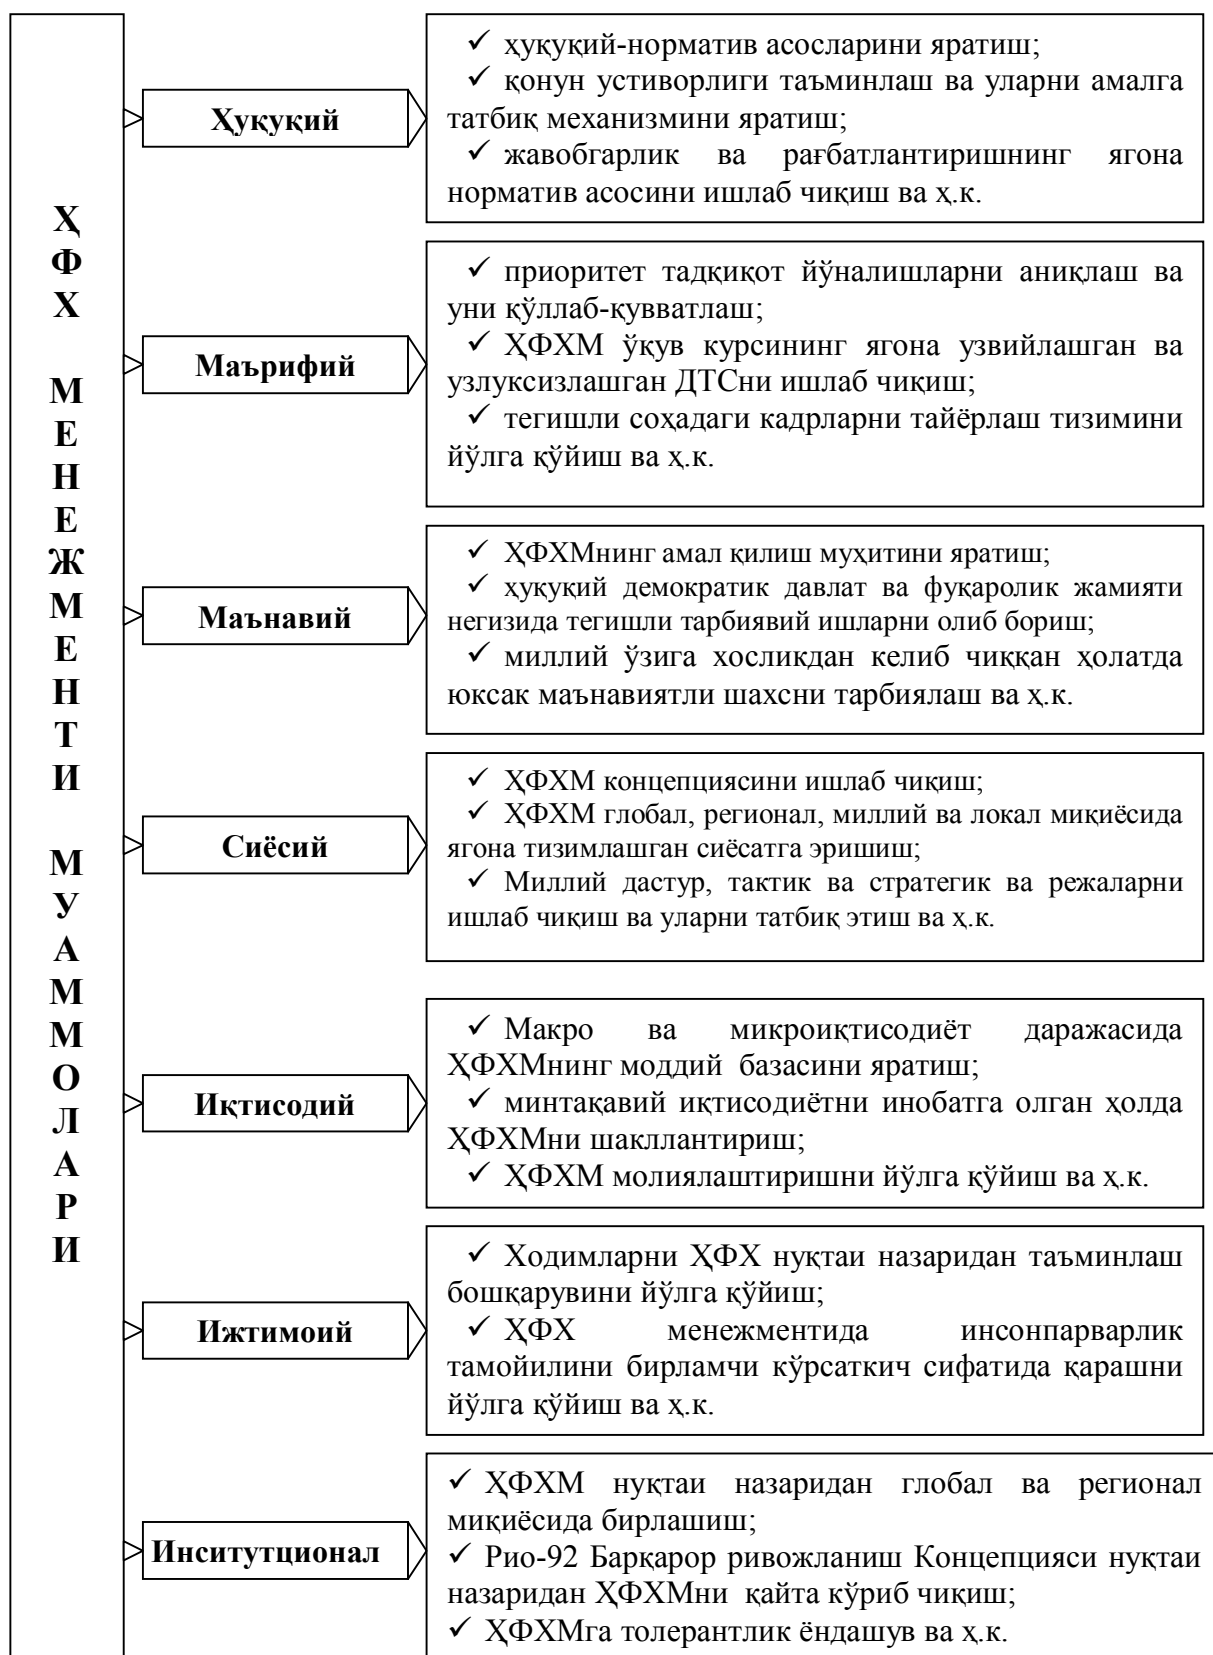 ҲФХ МЕНЕЖМЕНТИ МУАММОЛАРИ
Ҳуқуқий
✓ ҳуқуқий-норматив асосларини яратиш;
✓ қонун устиворлиги таъминлаш ва уларни амалга
татбиқ механизмини яратиш;
✓ жавобгарлик ва рағбатлантиришнинг ягона
норматив асосини ишлаб чиқиш ва ҳ.к.
Маърифий
✓ приоритет тадқиқот йўналишларни аниқлаш ва
уни қўллаб-қувватлаш;
✓ ҲФХМ ўқув курсининг ягона узвийлашган ва
узлуксизлашган ДТСни ишлаб чиқиш;
✓ тегишли соҳадаги кадрларни тайёрлаш тизимини
йўлга қўйиш ва ҳ.к.
Маънавий
✓ ҲФХМнинг амал қилиш муҳитини яратиш;
✓ ҳуқуқий демократик давлат ва фуқаролик жамияти
негизида тегишли тарбиявий ишларни олиб бориш;
✓ миллий ўзига хосликдан келиб чиққан ҳолатда
юксак маънавиятли шахсни тарбиялаш ва ҳ.к.
Сиёсий
✓ ҲФХМ концепциясини ишлаб чиқиш;
✓ ҲФХМ глобал, регионал, миллий ва локал миқиёсида
ягона тизимлашган сиёсатга эришиш;
✓ Миллий дастур, тактик ва стратегик ва режаларни
ишлаб чиқиш ва уларни татбиқ этиш ва ҳ.к.
Иқтисодий
✓ Макро ва микроиқтисодиёт даражасида
ҲФХМнинг моддий базасини яратиш;
✓ минтақавий иқтисодиётни инобатга олган ҳолда
ҲФХМни шакллантириш;
✓ ҲФХМ молиялаштиришни йўлга қўйиш ва ҳ.к.
Ижтимоий
✓ Ходимларни ҲФХ нуқтаи назаридан таъминлаш
бошқарувини йўлга қўйиш;
✓ ҲФХ менежментида инсонпарварлик
тамойилини бирламчи кўрсаткич сифатида қарашни
йўлга қўйиш ва ҳ.к.
Инситутционал
✓ ҲФХМ нуқтаи назаридан глобал ва регионал
миқиёсида бирлашиш;
✓ Рио-92 Барқарор ривожланиш Концепцияси нуқтаи
назаридан ҲФХМни қайта кўриб чиқиш;
✓ ҲФХМга толерантлик ёндашув ва ҳ.к.